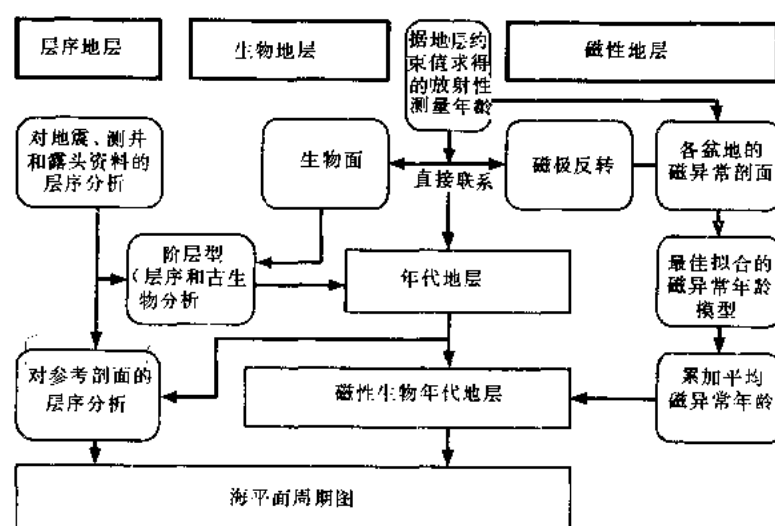 层序地层
生物地层
据地层约
束值求得
的放射性
测量年龄
磁性地层
对地震、测井
和露头资料的
层序分析
生物面
直接联系
磁极反转
各盆地的
磁异常剖面
阶层型
(层序和古生
物分析
年代地层
最佳拟合的
磁异常年龄
模型
对参考剖面的
层序分析
磁性生物年代地层
累加平均
磁异常年龄
海平面周期图